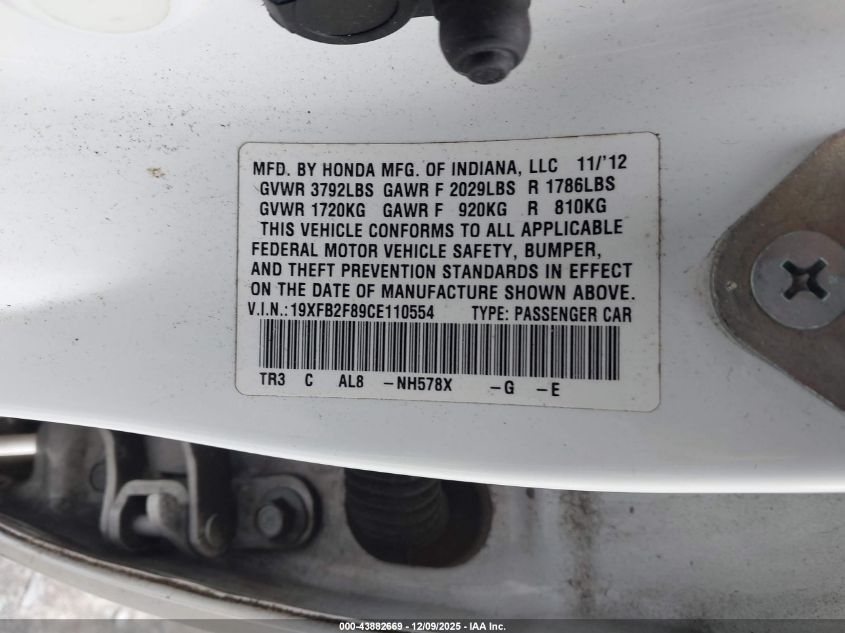 MFD. BY HONDA MFG. OF INDIANA, LLC 11/'12
GVWR 3792LBS GAWR F 2029LBS R 1786LBS
GVWR 1720KG GAWR F 920KG R 810KG
THIS VEHICLE CONFORMS TO ALL APPLICABLE
FEDERAL MOTOR VEHICLE SAFETY, BUMPER,
AND THEFT PREVENTION STANDARDS IN EFFECT
ON THE DATE OF MANUFACTURE SHOWN ABOVE.
V.I.N.:19XFB2F89CE110554 TYPE: PASSENGER CAR
TR3 C AL8 -NH578X -G -E
000-43882669 - 12/09/2025 - IAA Inc.